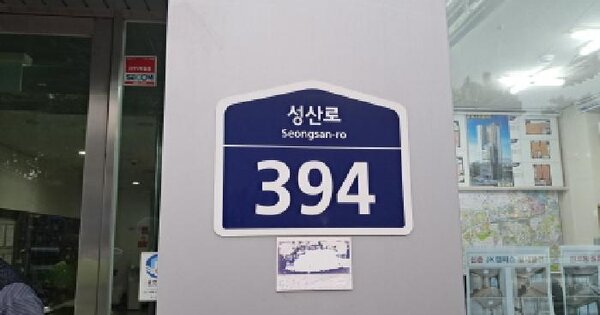 성산로
Seongsan-ro
394
SECOM